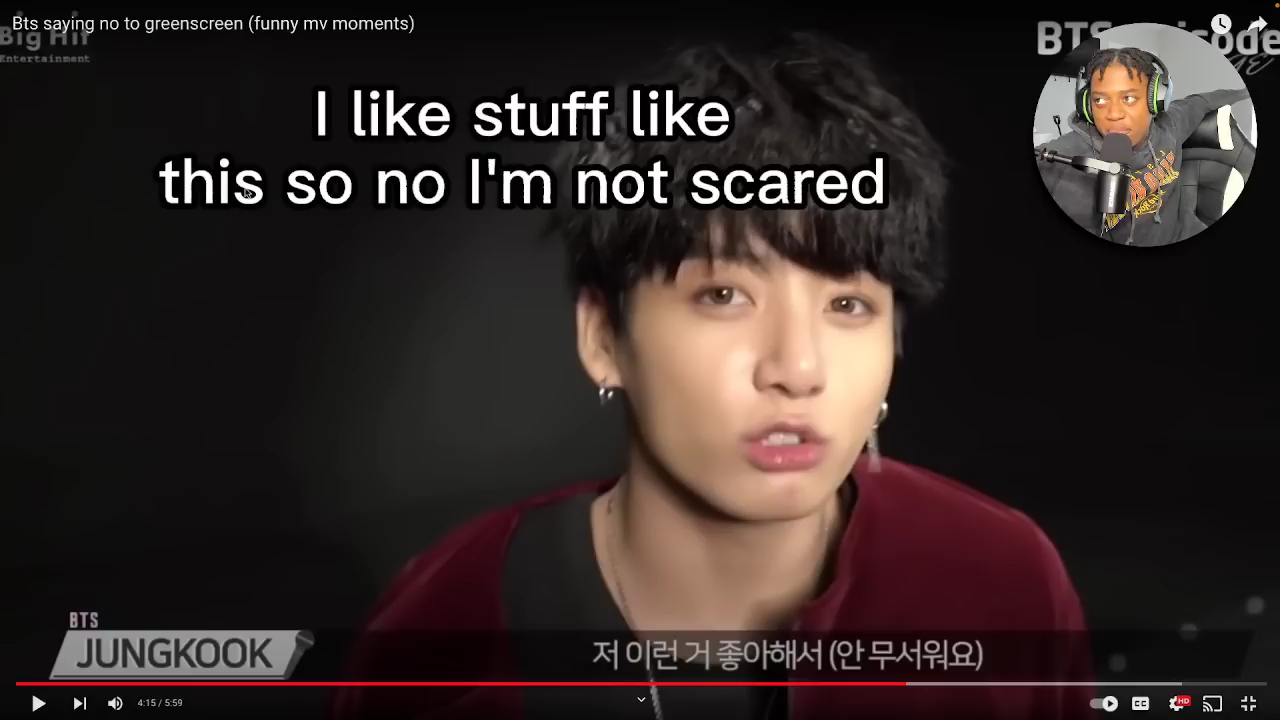 Bts saying no to greenscreen (funny mv moments)
Big Hit
Entertainment
BTS
I like stuff like
this so no I'm not scared
BTS
JUNGKOOK
저 이런 거 좋아해서 (안 무서워요)
4:15 / 5:59
CC
HD